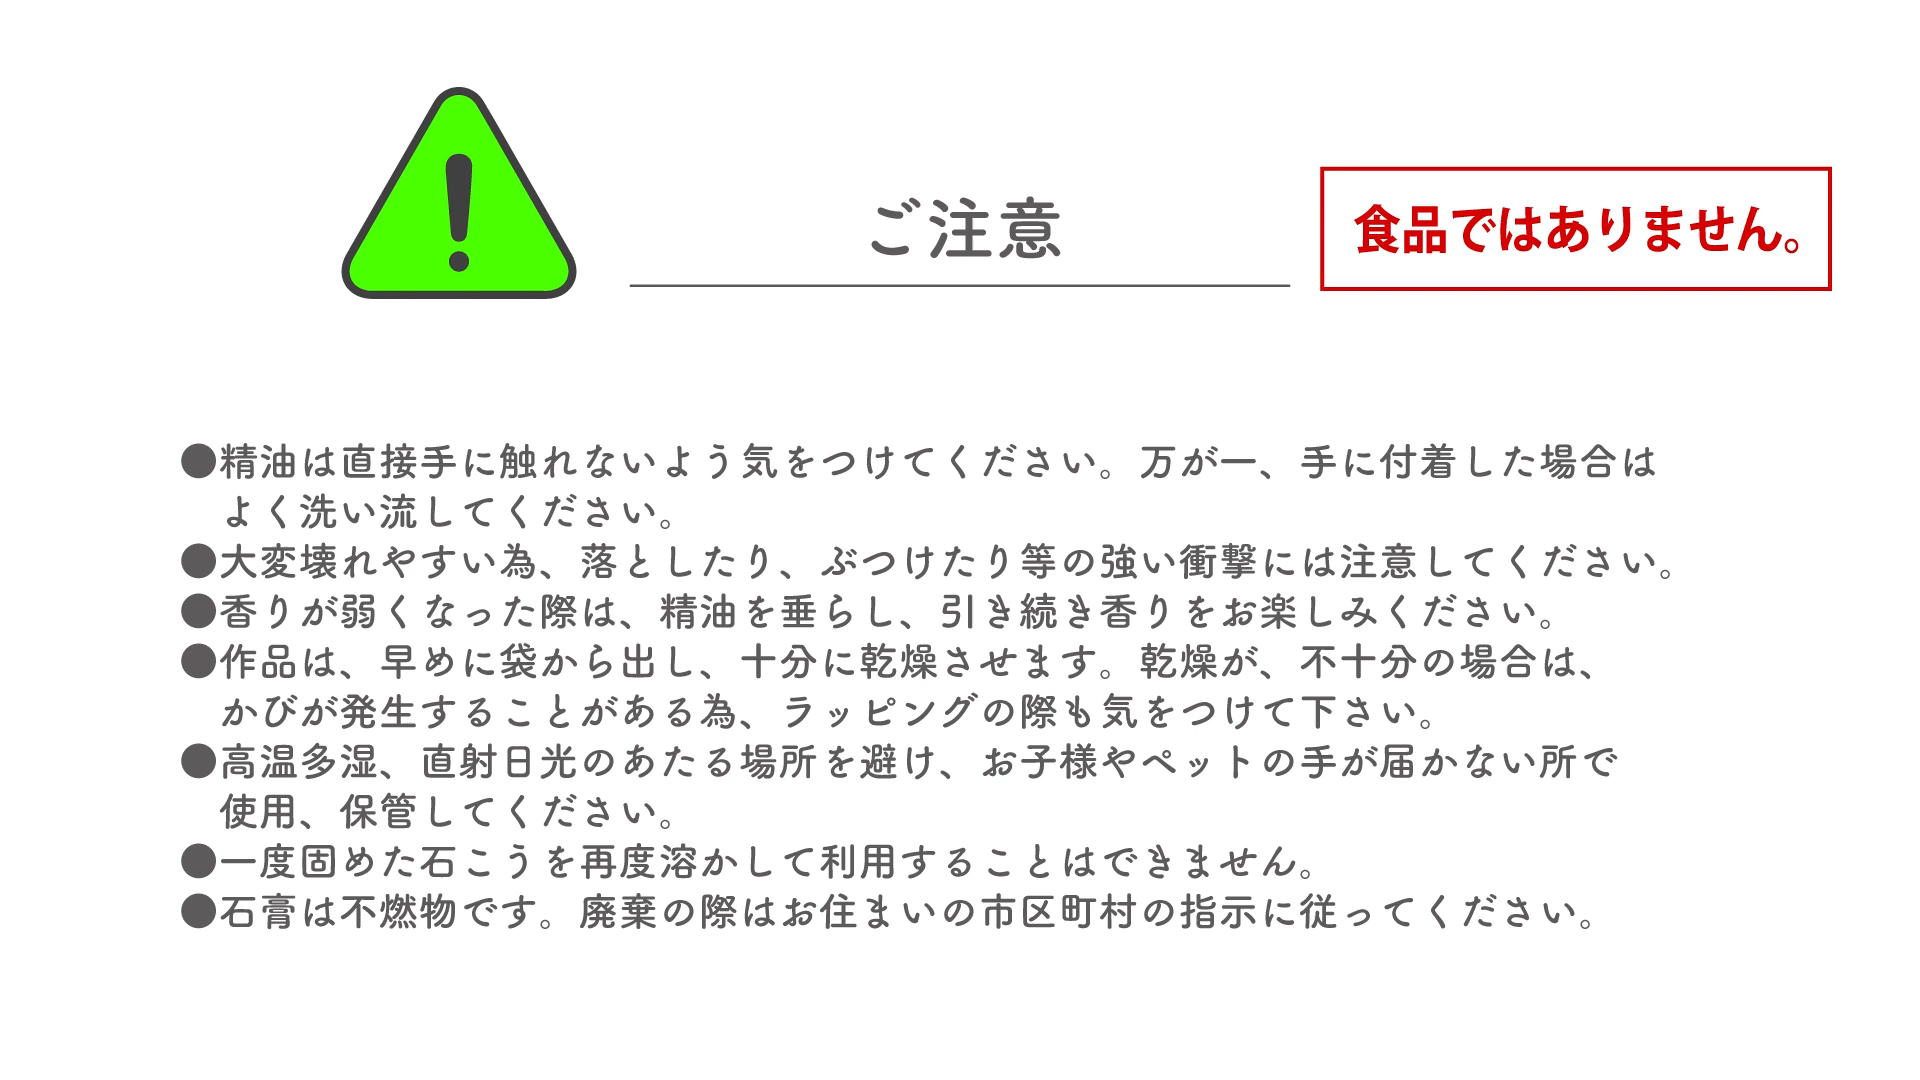 !
ご注意
食品ではありません。
●精油は直接手に触れないよう気をつけてください。万が一、手に付着した場合は
よく洗い流してください。
●大変壊れやすい為、落としたり、ぶつけたり等の強い衝撃には注意してください。
●香りが弱くなった際は、精油を垂らし、引き続き香りをお楽しみください。
●作品は、早めに袋から出し、十分に乾燥させます。乾燥が、不十分の場合は、
かびが発生することがある為、ラッピングの際も気をつけて下さい。
●高温多湿、直射日光のあたる場所を避け、お子様やペットの手が届かない所で
使用、保管してください。
●一度固めた石こうを再度溶かして利用することはできません。
●石膏は不燃物です。廃棄の際はお住まいの市区町村の指示に従ってください。